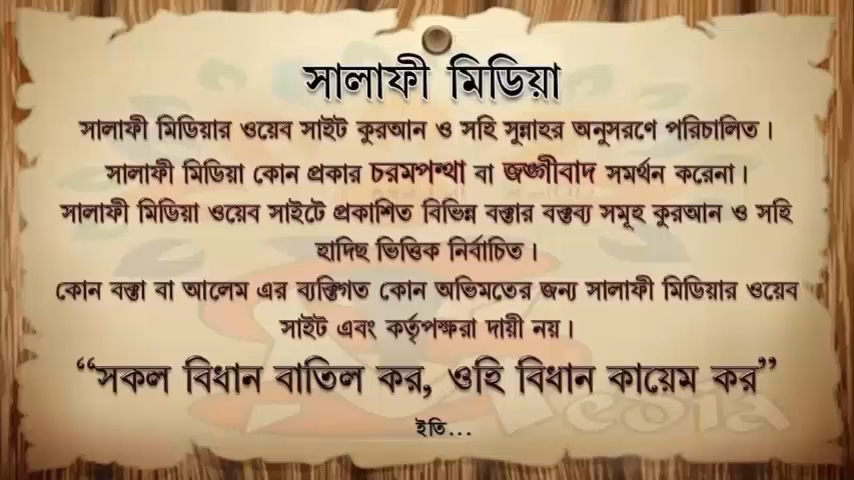 সালাফী মিডিয়া
সালাফী মিডিয়ার ওয়েব সাইট কুরআন ও সহি সুন্নাহর অনুসরণে পরিচালিত।
সালাফী মিডিয়া কোন প্রকার চরমপন্থা বা জঙ্গীবাদ সমর্থন করেনা।
সালাফী মিডিয়া ওয়েব সাইটে প্রকাশিত বিভিন্ন বক্তার বক্তব্য সমূহ কুরআন ও সহি
হাদিছ ভিত্তিক নির্বাচিত।
কোন বক্তা বা আলেম এর ব্যক্তিগত কোন অভিমতের জন্য সালাফী মিডিয়ার ওয়েব
সাইট এবং কর্তৃপক্ষরা দায়ী নয়।
“সকল বিধান বাতিল কর, ওহি বিধান কায়েম কর”
ইতি...